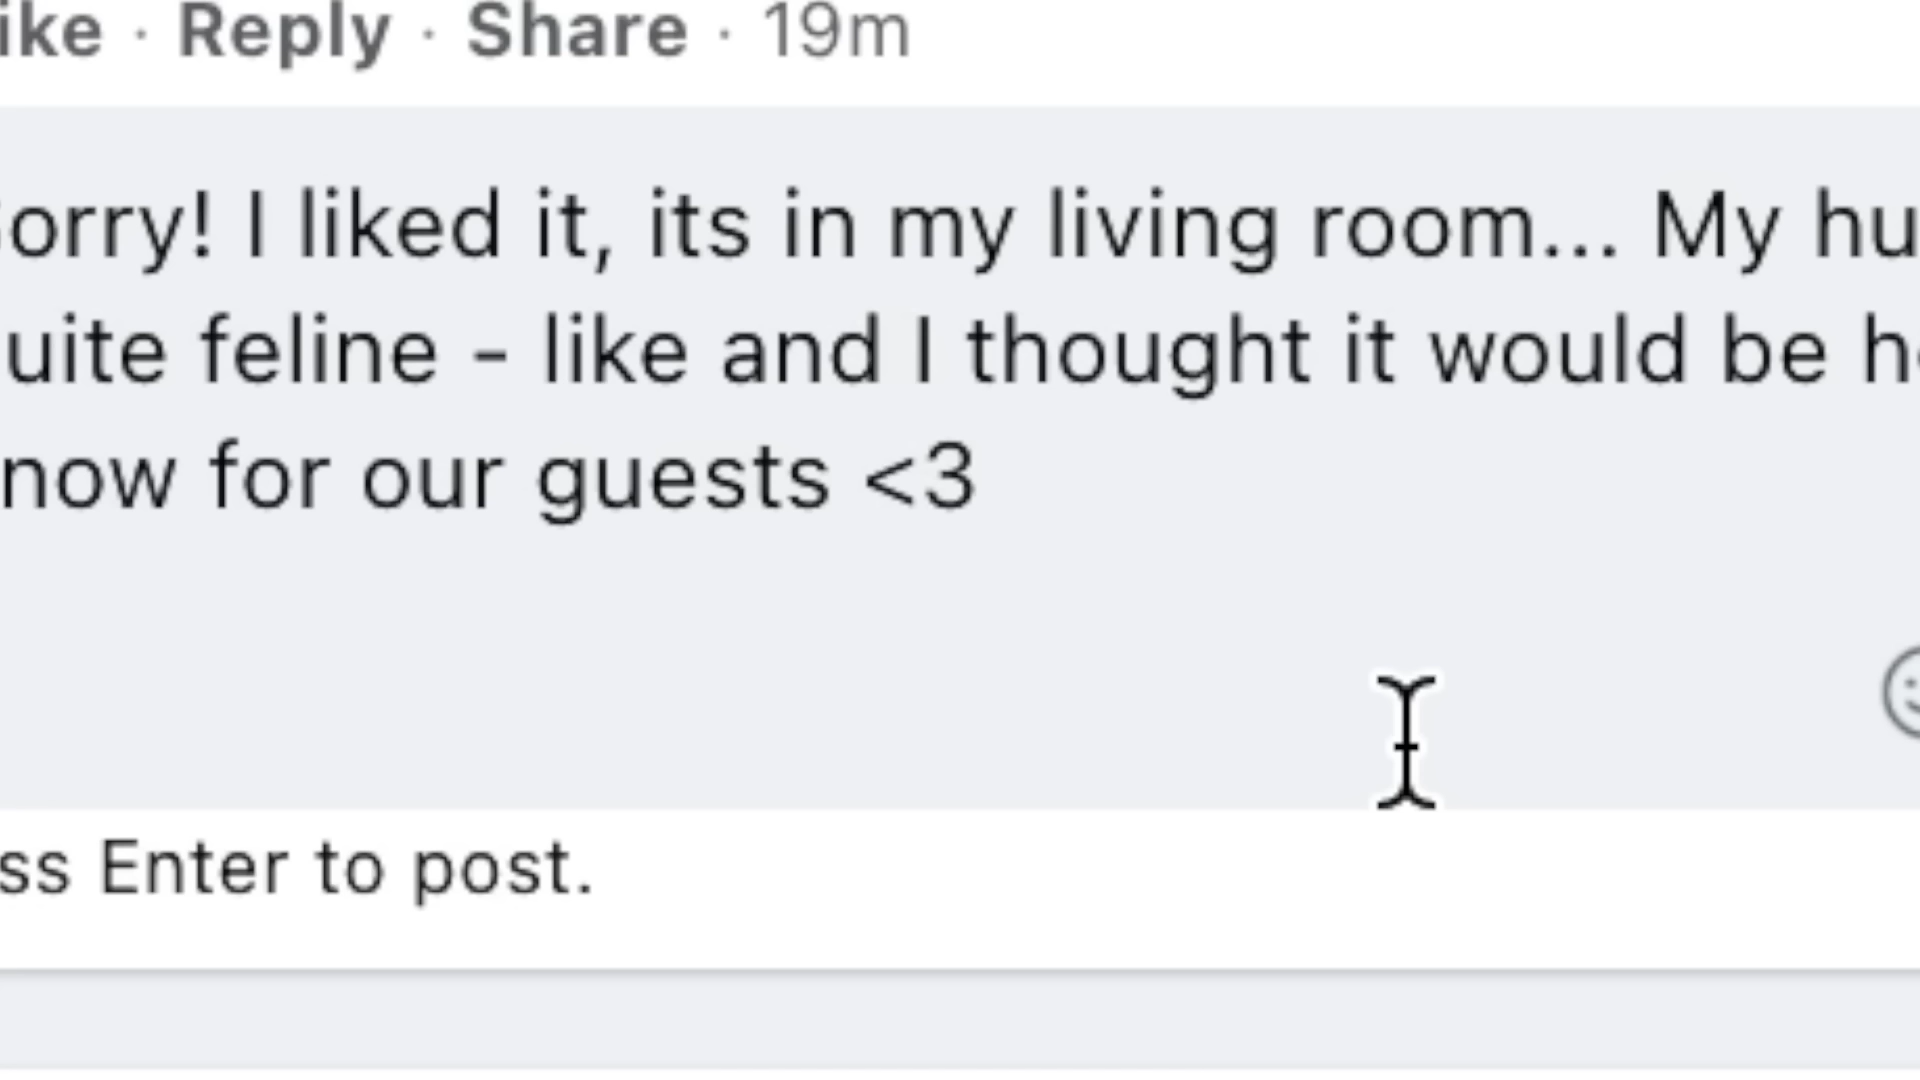 ike · Reply · Share · 19m
orry! I liked it, its in my living room... My hu
uite feline - like and I thought it would be h
now for our guests <3
ss Enter to post.